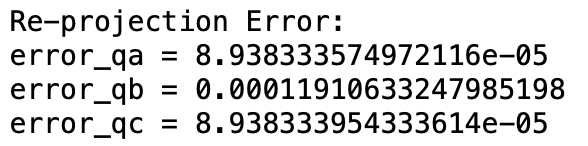 Re-projection Error:
error_qa = 8.938333574972116e-05
error_qb = 0.00011910633247985198
error_qc = 8.938333954333614e-05